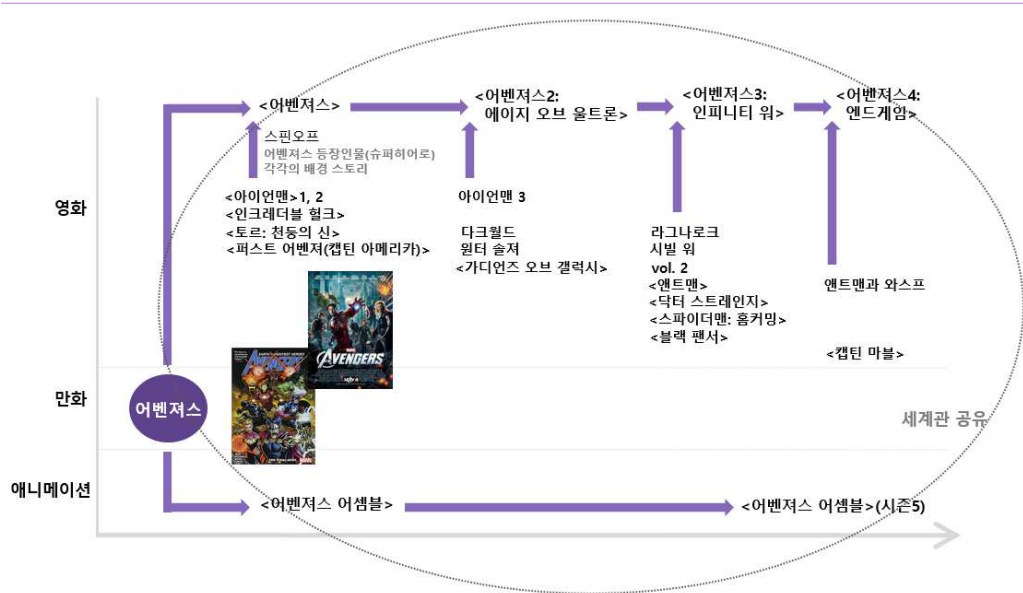 <어벤져스>
<어벤져스2:
에이지 오브 울트론>
<어벤져스3:
인피니티 워>
<어벤져스4:
엔드게임>
스핀오프
어벤져스 등장인물(슈퍼히어로)
각각의 배경 스토리
영화
<아이언맨>1, 2
<인크레더블 헐크>
<토르: 천둥의 신>
<퍼스트 어벤져(캡틴 아메리카)>
아이언맨 3
다크월드
윈터 솔져
<가디언즈 오브 갤럭시>
라그나로크
시빌 워
vol. 2
<앤트맨>
<닥터 스트레인지>
<스파이더맨: 홈커밍>
<블랙 팬서>
앤트맨과 와스프
<캡틴 마블>
AVENGERS
AVENGERS
만화
어벤져스
세계관 공유
애니메이션
<어벤져스 어셈블>
<어벤져스 어셈블>(시즌5)